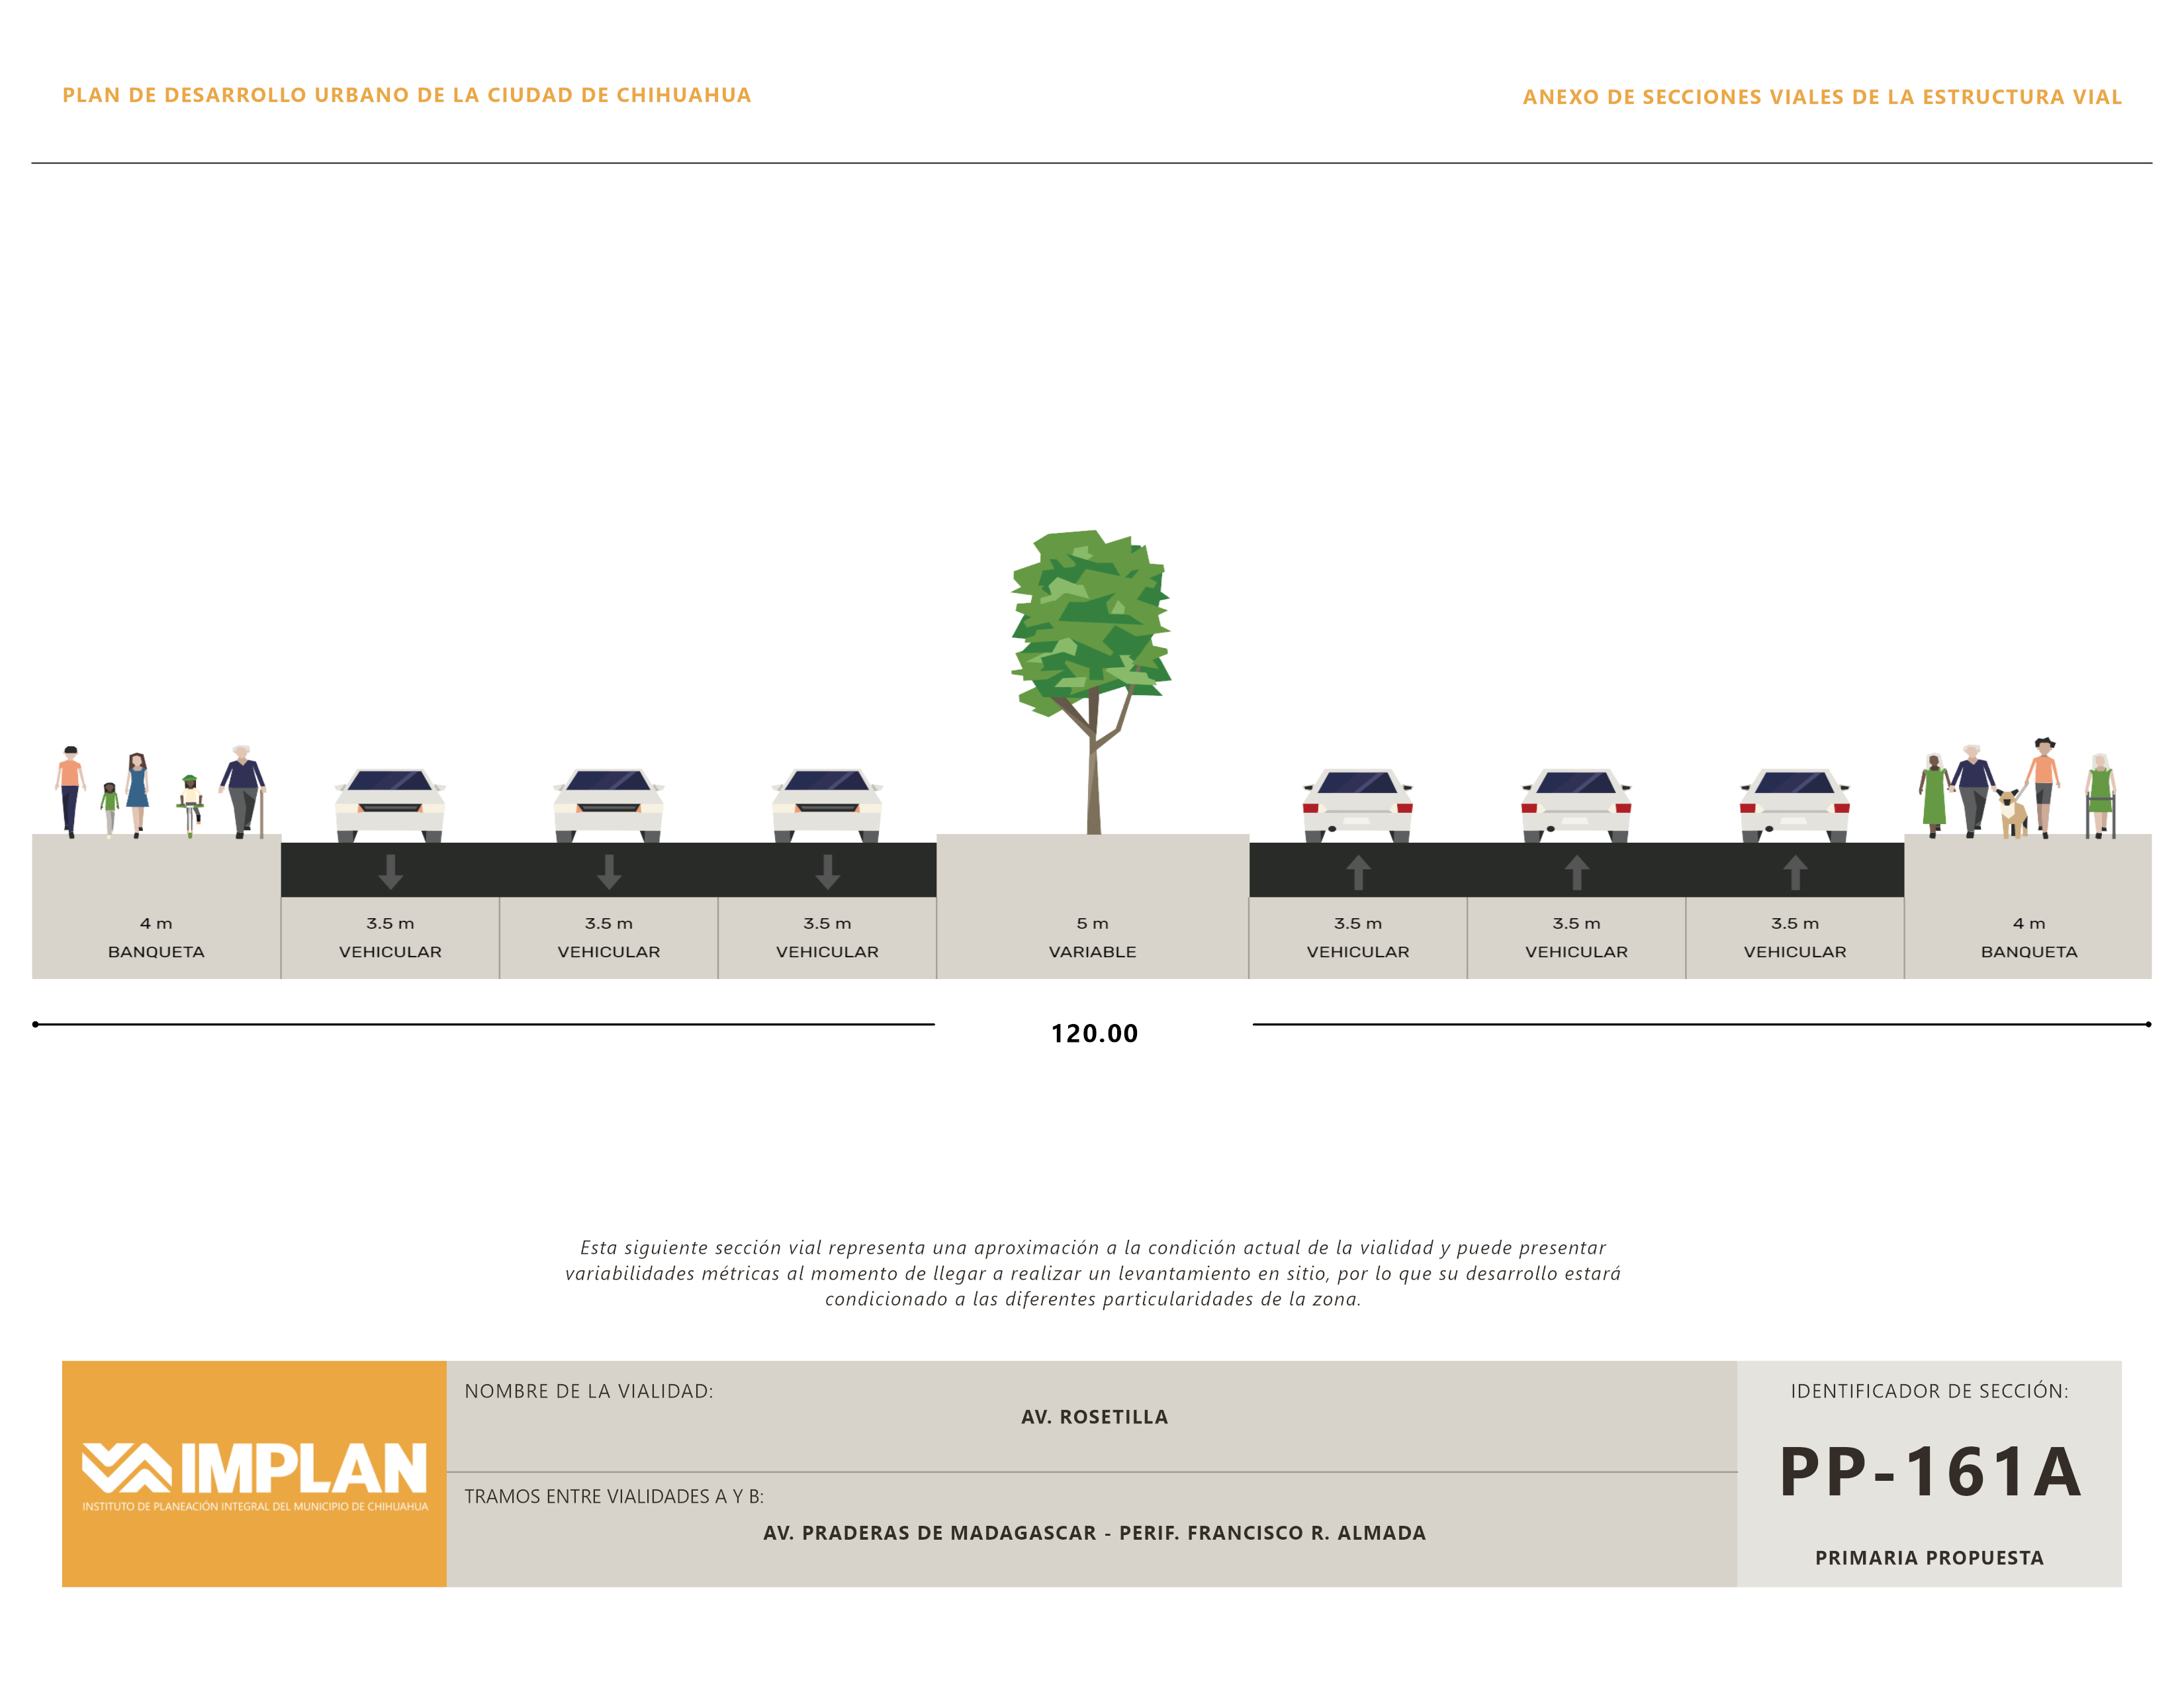 PLAN DE DESARROLLO URBANO DE LA CIUDAD DE CHIHUAHUA
ANEXO DE SECCIONES VIALES DE LA ESTRUCTURA VIAL
4 m
BANQUETA
3.5 m
VEHICULAR
3.5 m
VEHICULAR
3.5 m
VEHICULAR
5 m
VARIABLE
3.5 m
VEHICULAR
3.5 m
VEHICULAR
3.5 m
VEHICULAR
4 m
BANQUETA
120.00
Esta siguiente sección vial representa una aproximación a la condición actual de la vialidad y puede presentar
variabilidades métricas al momento de llegar a realizar un levantamiento en sitio, por lo que su desarrollo estará
condicionado a las diferentes particularidades de la zona.
IMPLAN
INSTITUTO DE PLANEACIÓN INTEGRAL DEL MUNICIPIO DE CHIHUAHUA
NOMBRE DE LA VIALIDAD:
AV. ROSETILLA
TRAMOS ENTRE VIALIDADES A Y B:
AV. PRADERAS DE MADAGASCAR - PERIF. FRANCISCO R. ALMADA
IDENTIFICADOR DE SECCIÓN:
PP-161A
PRIMARIA PROPUESTA